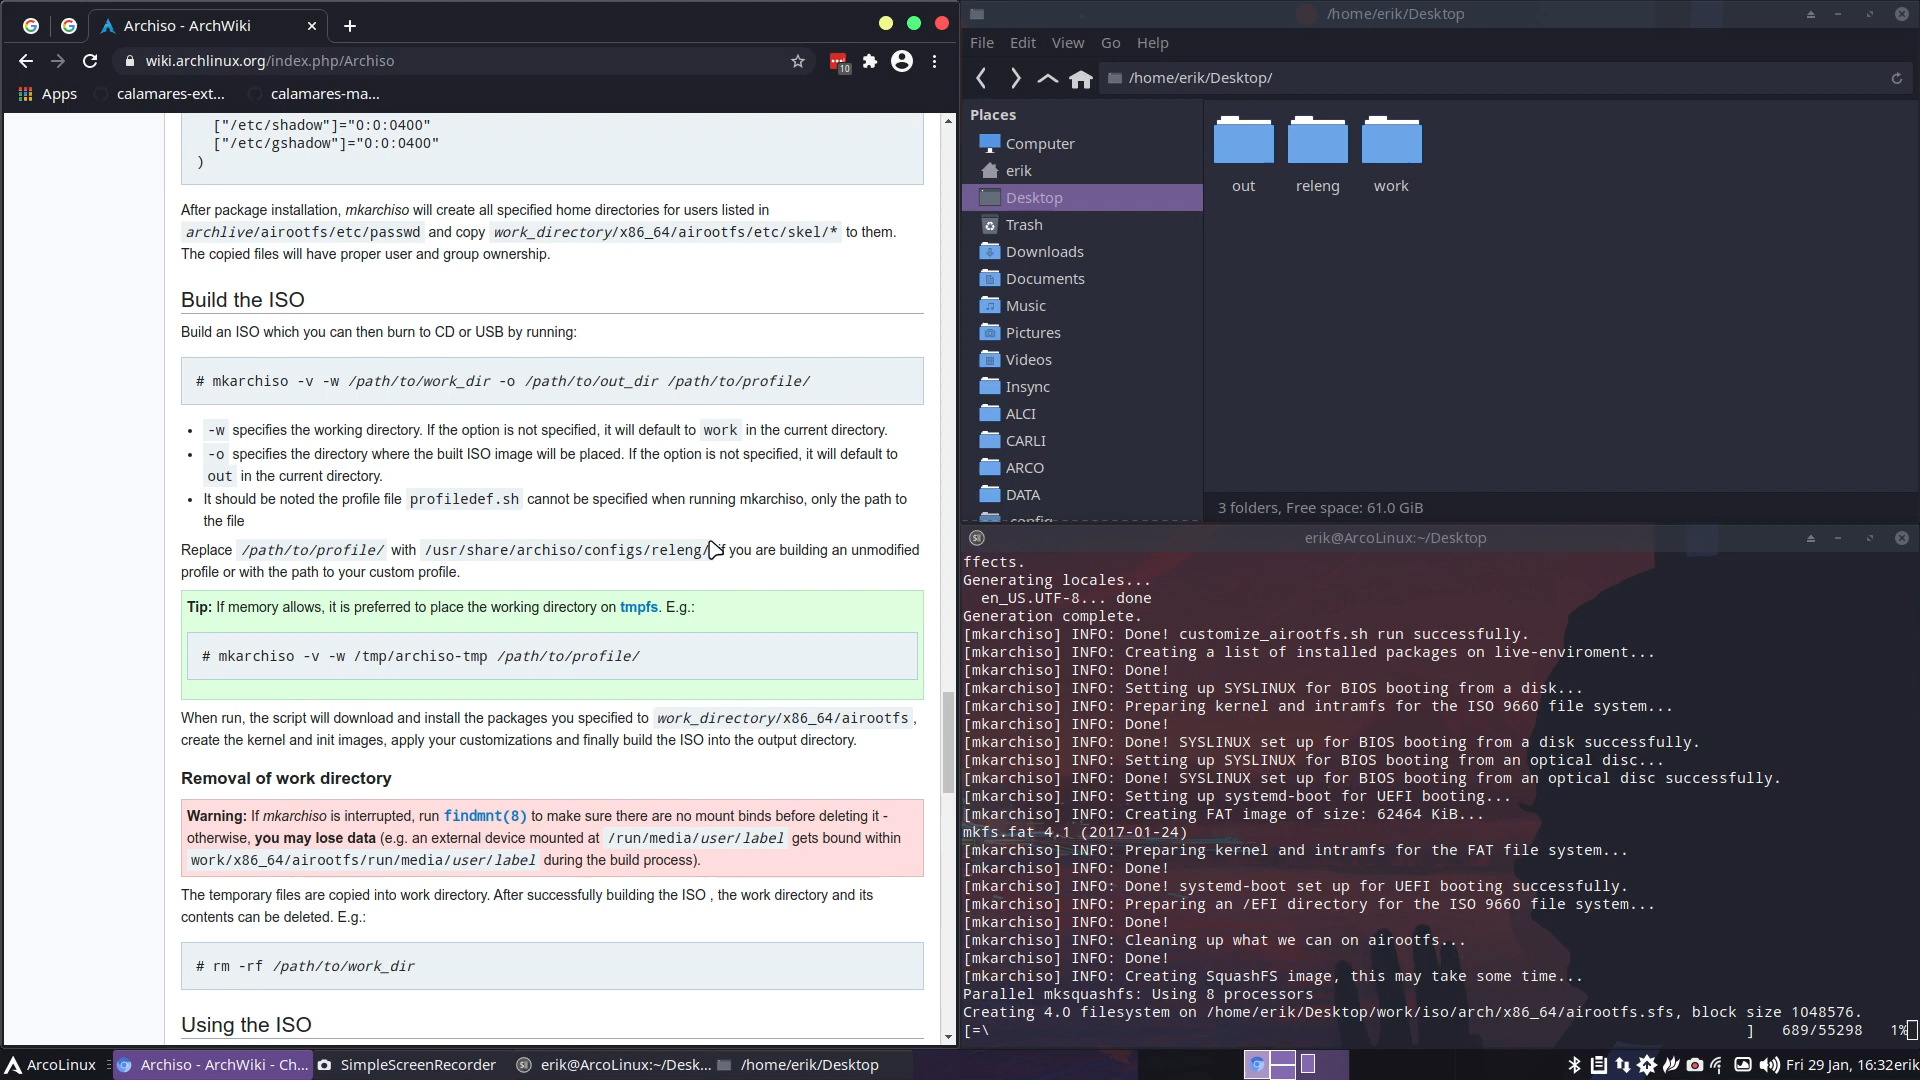 Archiso - ArchWiki
wiki.archlinux.org/index.php/Archiso
10
Apps
calamares-ext...
calamares-ma...
["/etc/shadow"]="0:0:0400"
["/etc/gshadow"]="0:0:0400"
)
After package installation, mkarchiso will create all specified home directories for users listed in
archlive/airootfs/etc/passwd and copy work_directory/x86_64/airootfs/etc/skel/* to them.
The copied files will have proper user and group ownership.
Build the ISO
Build an ISO which you can then burn to CD or USB by running:
# mkarchiso -v -w /path/to/work_dir -o /path/to/out_dir /path/to/profile/
• -w specifies the working directory. If the option is not specified, it will default to work in the current directory.
• -o specifies the directory where the built ISO image will be placed. If the option is not specified, it will default to
out in the current directory.
• It should be noted the profile file profiledef.sh cannot be specified when running mkarchiso, only the path to
the file
Replace /path/to/profile/ with /usr/share/archiso/configs/releng/ if you are building an unmodified
profile or with the path to your custom profile.
Tip: If memory allows, it is preferred to place the working directory on tmpfs. E.g.:
# mkarchiso -v -w /tmp/archiso-tmp /path/to/profile/
When run, the script will download and install the packages you specified to work_directory/x86_64/airootfs,
create the kernel and init images, apply your customizations and finally build the ISO into the output directory.
Removal of work directory
Warning: If mkarchiso is interrupted, run findmnt(8) to make sure there are no mount binds before deleting it -
otherwise, you may lose data (e.g. an external device mounted at /run/media/user/label gets bound within
work/x86_64/airootfs/run/media/user/label during the build process).
The temporary files are copied into work directory. After successfully building the ISO , the work directory and its
contents can be deleted. E.g.:
# rm -rf /path/to/work_dir
Using the ISO
/home/erik/Desktop
File Edit View Go Help
/home/erik/Desktop/
Places
Computer
erik
Desktop
Trash
Downloads
Documents
Music
Pictures
Videos
Insync
ALCI
CARLI
ARCO
DATA
.config
out
releng
work
3 folders, Free space: 61.0 GiB
erik@ArcoLinux:~/Desktop
ffects.
Generating locales...
en_US.UTF-8... done
Generation complete.
[mkarchiso] INFO: Done! customize_airootfs.sh run successfully.
[mkarchiso] INFO: Creating a list of installed packages on live-enviroment...
[mkarchiso] INFO: Done!
[mkarchiso] INFO: Setting up SYSLINUX for BIOS booting from a disk...
[mkarchiso] INFO: Preparing kernel and intramfs for the ISO 9660 file system...
[mkarchiso] INFO: Done!
[mkarchiso] INFO: Done! SYSLINUX set up for BIOS booting from a disk successfully.
[mkarchiso] INFO: Setting up SYSLINUX for BIOS booting from an optical disc...
[mkarchiso] INFO: Done! SYSLINUX set up for BIOS booting from an optical disc successfully.
[mkarchiso] INFO: Setting up systemd-boot for UEFI booting...
[mkarchiso] INFO: Creating FAT image of size: 62464 KiB...
mkfs.fat 4.1 (2017-01-24)
[mkarchiso] INFO: Preparing kernel and intramfs for the FAT file system...
[mkarchiso] INFO: Done!
[mkarchiso] INFO: Done! systemd-boot set up for UEFI booting successfully.
[mkarchiso] INFO: Preparing an /EFI directory for the ISO 9660 file system...
[mkarchiso] INFO: Done!
[mkarchiso] INFO: Cleaning up what we can on airootfs...
[mkarchiso] INFO: Done!
[mkarchiso] INFO: Creating SquashFS image, this may take some time...
Parallel mksquashfs: Using 8 processors
Creating 4.0 filesystem on /home/erik/Desktop/work/iso/arch/x86_64/airootfs.sfs, block size 1048576.
[=\ ] 689/55298 1%
ArcoLinux
Archiso - ArchWiki - Ch...
SimpleScreenRecorder
erik@ArcoLinux:~/Desk...
/home/erik/Desktop
Fri 29 Jan, 16:32 erik